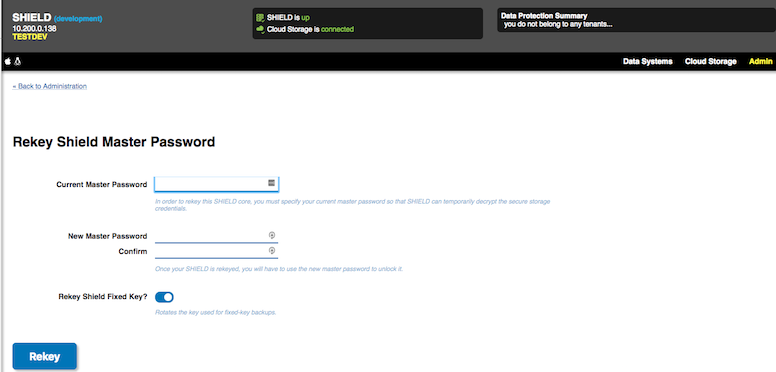 SHIELD (development)
10.200.0.138
TESTDEV
SHIELD is up
Cloud Storage is connected
Data Protection Summary
you do not belong to any tenants...
Data Systems Cloud Storage Admin
« Back to Administration
Rekey Shield Master Password
Current Master Password
In order to rekey this SHIELD core, you must specify your current master password so that SHIELD can temporarily decrypt the secure storage
credentials.
New Master Password
Confirm
Once your SHIELD is rekeyed, you will have to use the new master password to unlock it.
Rekey Shield Fixed Key?
Rotates the key used for fixed-key backups.
Rekey